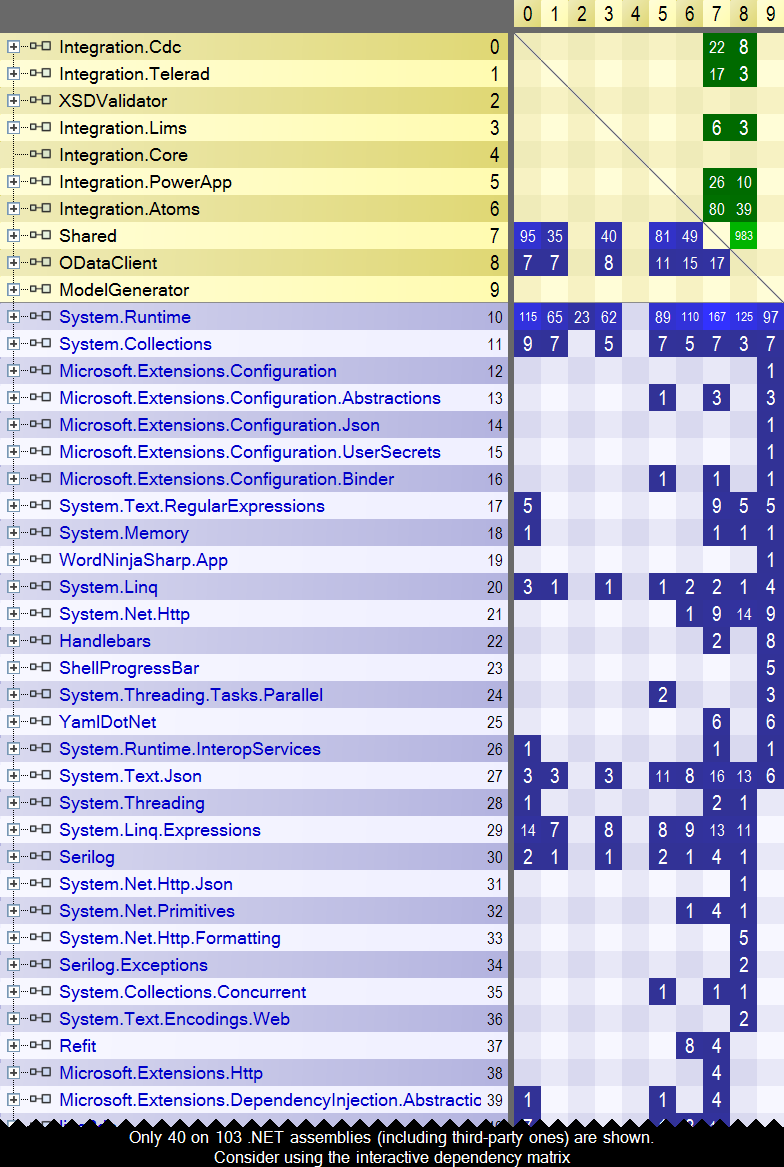 0 1 2 3 4 5 6 7 8 9
Integration.Cdc 0 22 8
Integration.Telerad 1 17 3
XSDValidator 2
Integration.Lims 3 6 3
Integration.Core 4
Integration.PowerApp 5 26 10
Integration.Atoms 6 80 39
Shared 7 95 35 40 81 49 983
ODataClient 8 7 7 8 11 15 17
ModelGenerator 9
System.Runtime 10 115 65 23 62 89 110 167 125 97
System.Collections 11 9 7 5 7 5 7 3 7
Microsoft.Extensions.Configuration 12 1
Microsoft.Extensions.Configuration.Abstractions 13 1 3 3
Microsoft.Extensions.Configuration.Json 14 1
Microsoft.Extensions.Configuration.UserSecrets 15 1
Microsoft.Extensions.Configuration.Binder 16 1 1 1
System.Text.RegularExpressions 17 5 9 5 5
System.Memory 18 1 1 1 1
WordNinjaSharp.App 19 1
System.Linq 20 3 1 1 1 2 2 1 4
System.Net.Http 21 1 9 14 9
Handlebars 22 2 8
ShellProgressBar 23 5
System.Threading.Tasks.Parallel 24 2 3
YamlDotNet 25 6 6
System.Runtime.InteropServices 26 1 1 1
System.Text.Json 27 3 3 3 11 8 16 13 6
System.Threading 28 1 2 1
System.Linq.Expressions 29 14 7 8 8 9 13 11
Serilog 30 2 1 1 2 1 4 1
System.Net.Http.Json 31 1
System.Net.Primitives 32 1 4 1
System.Net.Http.Formatting 33 5
Serilog.Exceptions 34 2
System.Collections.Concurrent 35 1 1 1
System.Text.Encodings.Web 36 2
Refit 37 8 4
Microsoft.Extensions.Http 38 4
Microsoft.Extensions.DependencyInjection.Abstractio 39 1 1 4
Only 40 on 103 .NET assemblies (including third-party ones) are shown.
Consider using the interactive dependency matrix